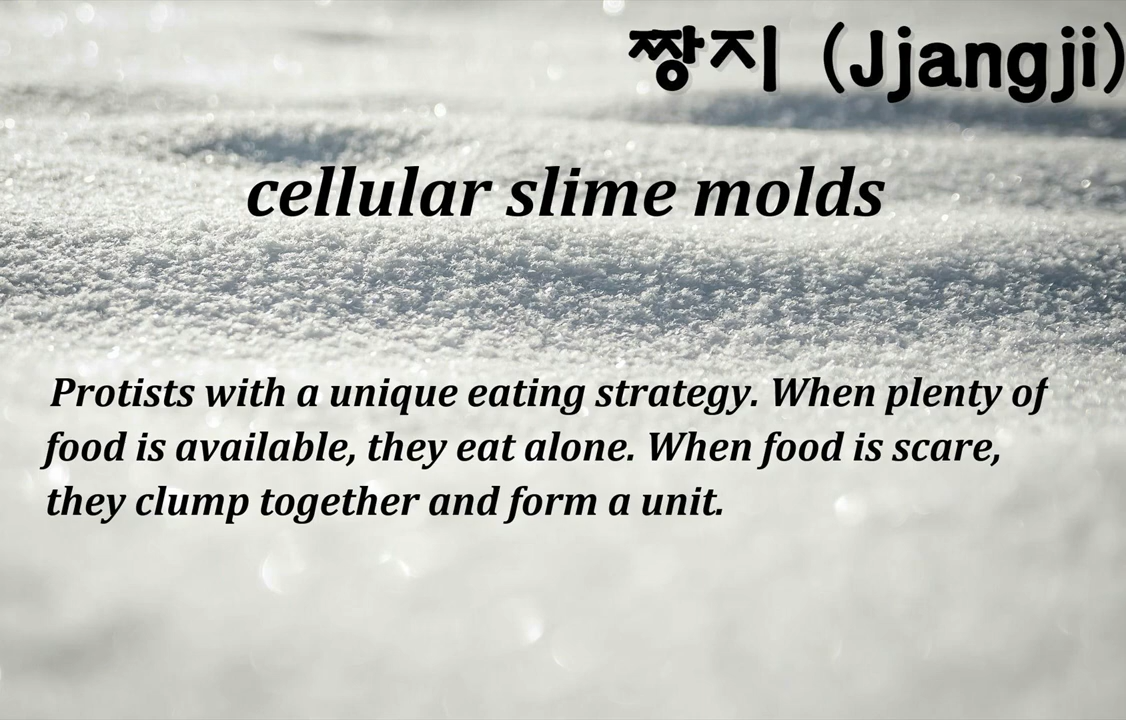 짱지 (Jjangji)
cellular slime molds
Protists with a unique eating strategy. When plenty of
food is available, they eat alone. When food is scare,
they clump together and form a unit.